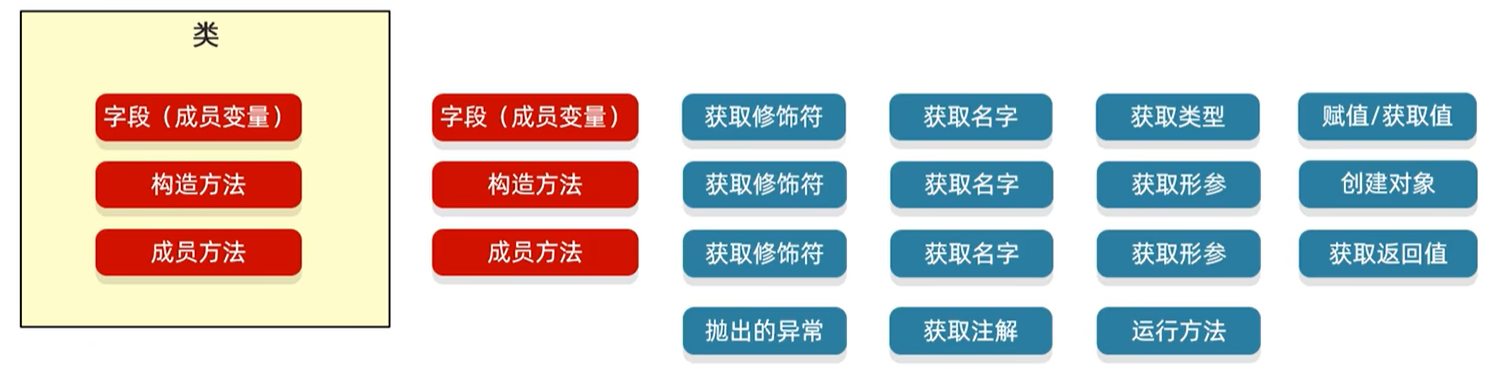 类
字段（成员变量）
构造方法
成员方法
字段（成员变量） 获取修饰符 获取名字 获取类型 赋值/获取值
构造方法 获取修饰符 获取名字 获取形参 创建对象
成员方法 获取修饰符 获取名字 获取形参 获取返回值
抛出的异常 获取注解 运行方法